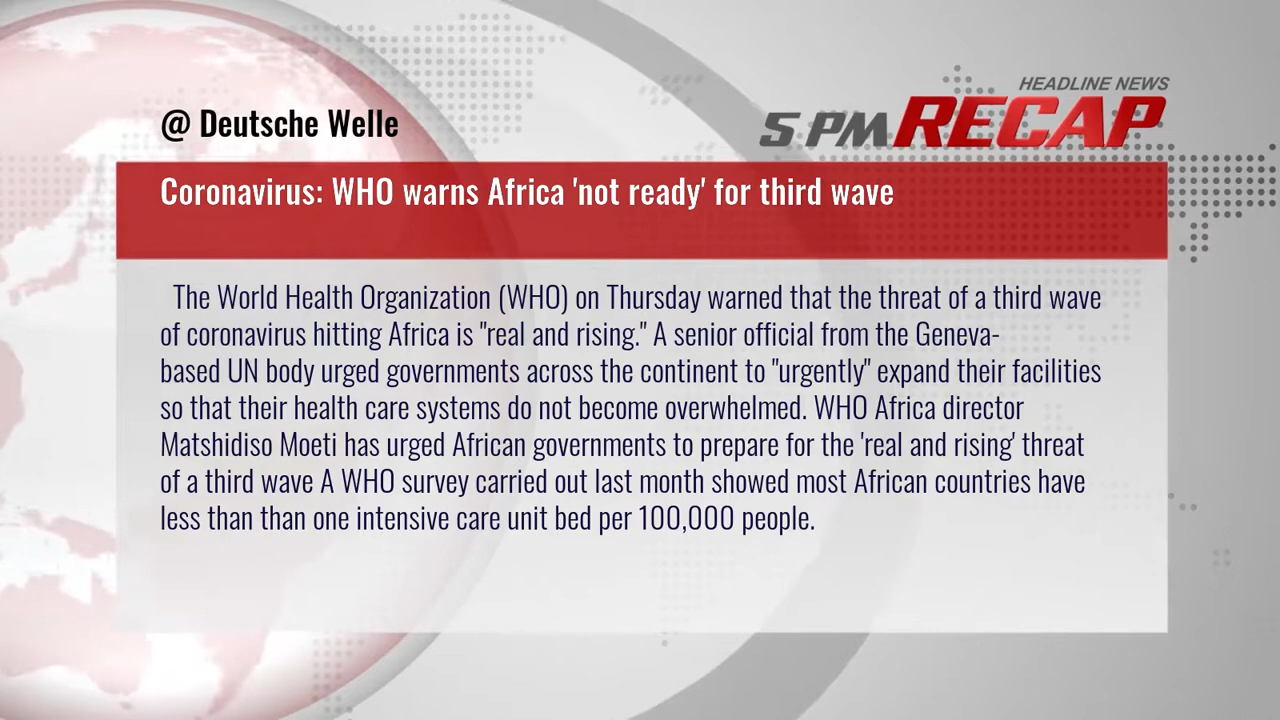 HEADLINE NEWS
@ Deutsche Welle
5 PM RECAP
Coronavirus: WHO warns Africa 'not ready' for third wave
The World Health Organization (WHO) on Thursday warned that the threat of a third wave
of coronavirus hitting Africa is "real and rising." A senior official from the Geneva-
based UN body urged governments across the continent to "urgently" expand their facilities
so that their health care systems do not become overwhelmed. WHO Africa director
Matshidiso Moeti has urged African governments to prepare for the 'real and rising' threat
of a third wave A WHO survey carried out last month showed most African countries have
less than than one intensive care unit bed per 100,000 people.